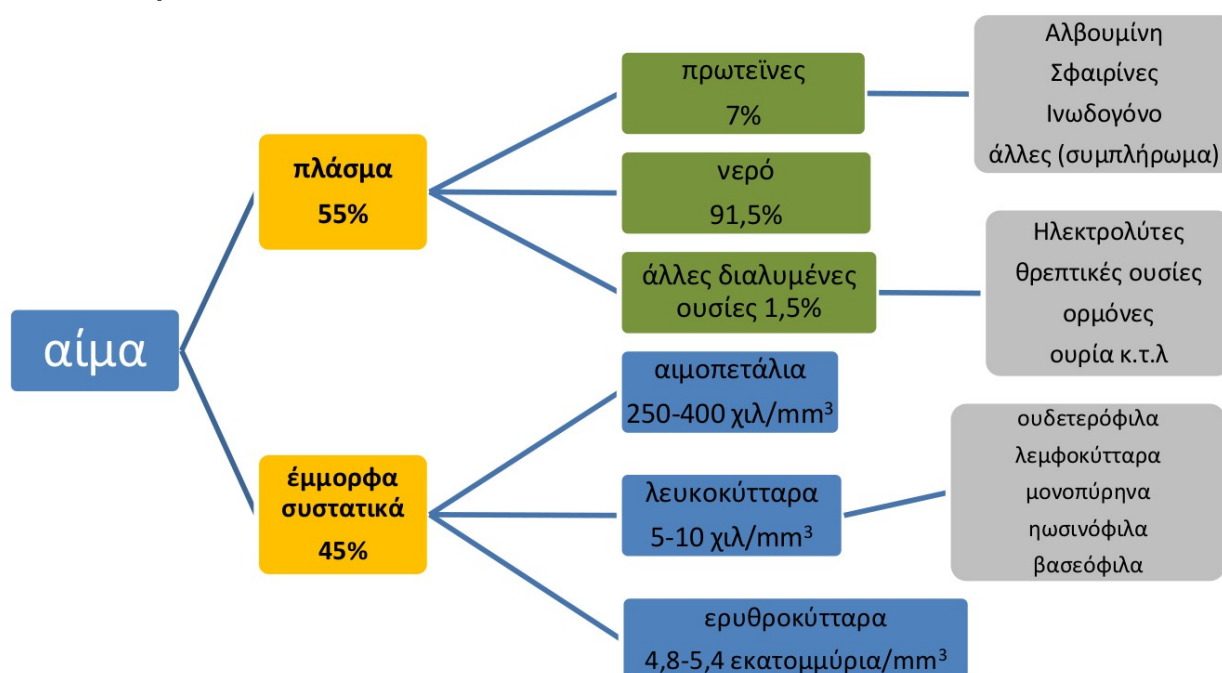 αίμα
πλάσμα
55%
πρωτεϊνες
7%
Αλβουμίνη
Σφαιρίνες
Ινωδογόνο
άλλες (συμπλήρωμα)
νερό
91,5%
άλλες διαλυμένες
ουσίες 1,5%
Ηλεκτρολύτες
θρεπτικές ουσίες
ορμόνες
ουρία κ.τ.λ
έμμορφα
συστατικά
45%
αιμοπετάλια
250-400 χιλ/mm³
λευκοκύτταρα
5-10 χιλ/mm³
ουδετερόφιλα
λεμφοκύτταρα
μονοπύρηνα
ηωσινόφιλα
βασεόφιλα
ερυθροκύτταρα
4,8-5,4 εκατομμύρια/mm³